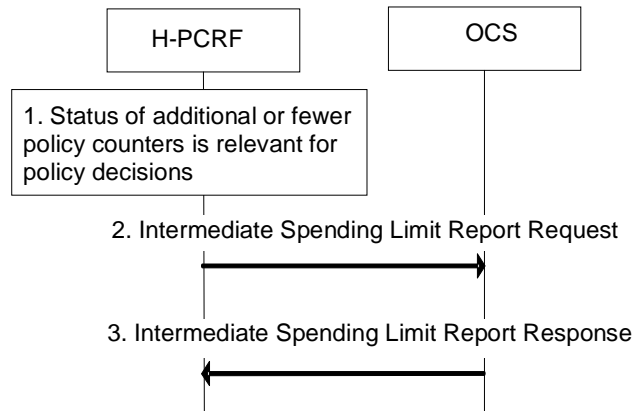 H-PCRF
OCS
1. Status of additional or fewer
policy counters is relevant for
policy decisions
2. Intermediate Spending Limit Report Request
3. Intermediate Spending Limit Report Response